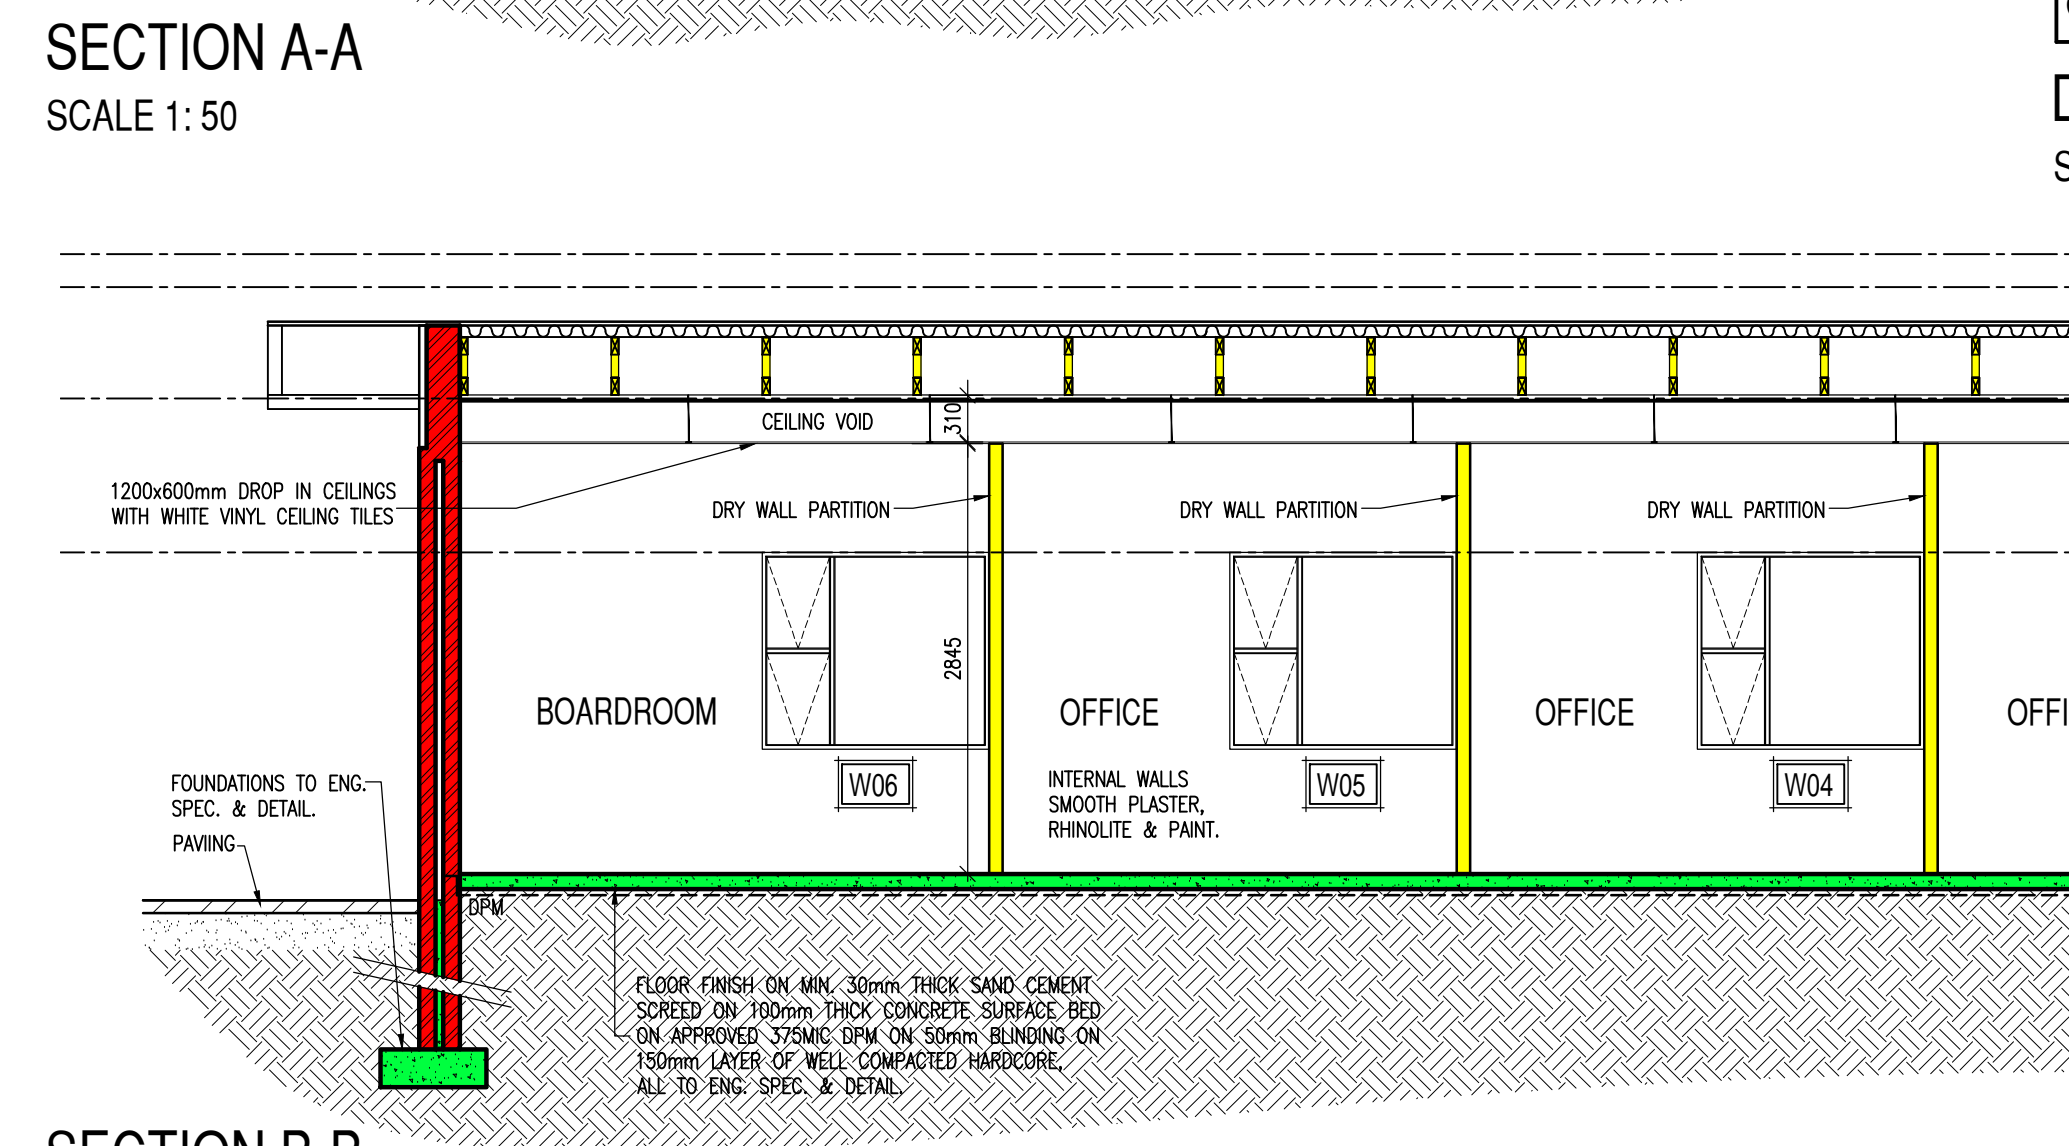 SECTION A-A
SCALE 1: 50
CEILING VOID
310
1200x600mm DROP IN CEILINGS
WITH WHITE VINYL CEILING TILES
DRY WALL PARTITION
DRY WALL PARTITION
DRY WALL PARTITION
2845
BOARDROOM
OFFICE
OFFICE
OFFI
W06
W05
W04
INTERNAL WALLS
SMOOTH PLASTER,
RHINOLITE & PAINT.
FOUNDATIONS TO ENG.
SPEC. & DETAIL.
PAVIING
DPM
FLOOR FINISH ON MIN. 30mm THICK SAND CEMENT
SCREED ON 100mm THICK CONCRETE SURFACE BED
ON APPROVED 375MIC DPM ON 50mm BLINDING ON
150mm LAYER OF WELL COMPACTED HARDCORE,
ALL TO ENG. SPEC. & DETAIL.
SECTION B-B